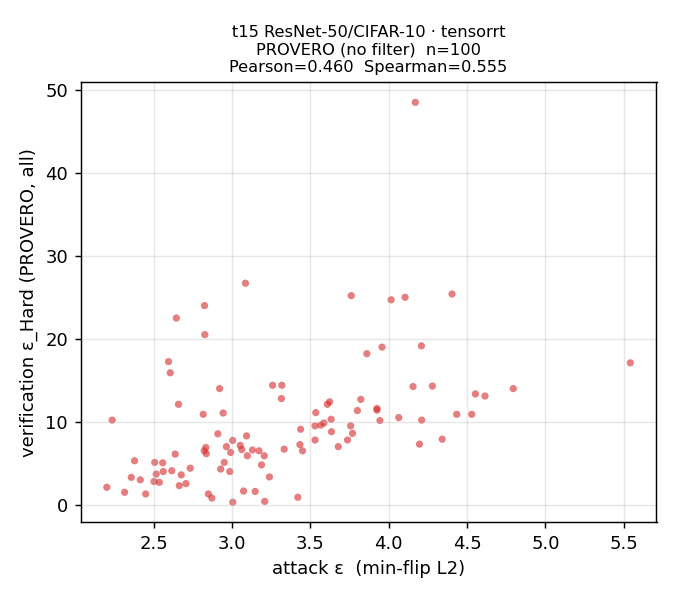 t15 ResNet-50/CIFAR-10 · tensorrt
PROVERO (no filter)  n=100
Pearson=0.460  Spearman=0.555
verification ε_Hard (PROVERO, all)
50
40
30
20
10
0
2.5 3.0 3.5 4.0 4.5 5.0 5.5
attack ε  (min-flip L2)